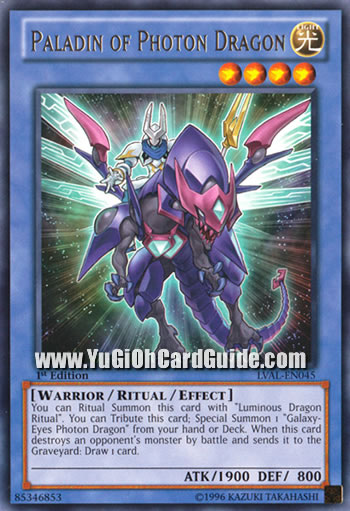 PALADIN OF PHOTON DRAGON
LIGHT
光
www.YuGiOhCardGuide.com
1st Edition
LVAL-EN045
[WARRIOR / RITUAL / EFFECT]
You can Ritual Summon this card with "Luminous Dragon
Ritual". You can Tribute this card; Special Summon 1 "Galaxy-
Eyes Photon Dragon" from your hand or Deck. When this card
destroys an opponent's monster by battle and sends it to the
Graveyard: Draw 1 card.
ATK/1900 DEF/ 800
85346853
©1996 KAZUKI TAKAHASHI